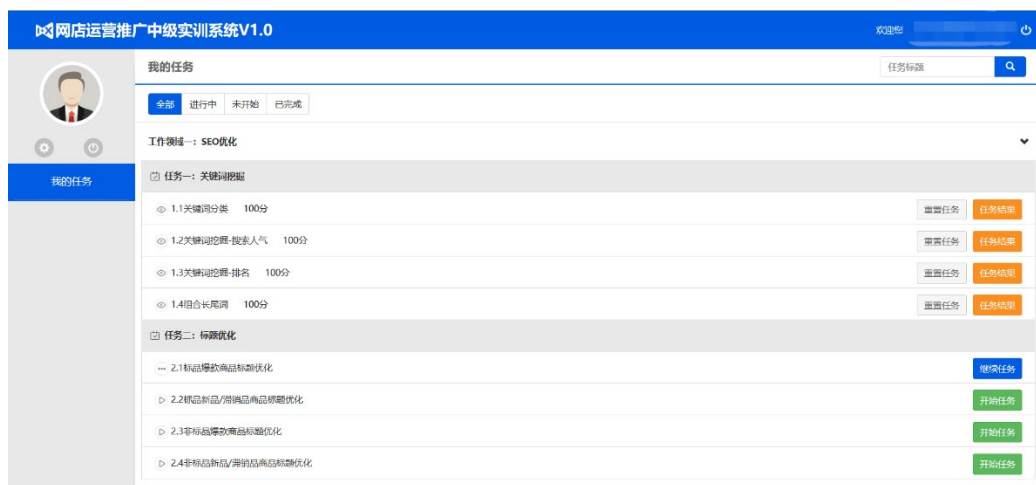 网店运营推广中级实训系统V1.0
欢迎您
我的任务
任务标题
全部 进行中 未开始 已完成
工作领域一：SEO优化
我的任务
任务一：关键词挖掘
1.1关键词分类 100分 重置任务 任务结果
1.2关键词挖掘-搜索人气 100分 重置任务 任务结果
1.3关键词挖掘-排名 100分 重置任务 任务结果
1.4组合长尾词 100分 重置任务 任务结果
任务二：标题优化
2.1标品爆款商品标题优化 继续任务
2.2标品新品/滞销品商品标题优化 开始任务
2.3非标品爆款商品标题优化 开始任务
2.4非标品新品/滞销品商品标题优化 开始任务